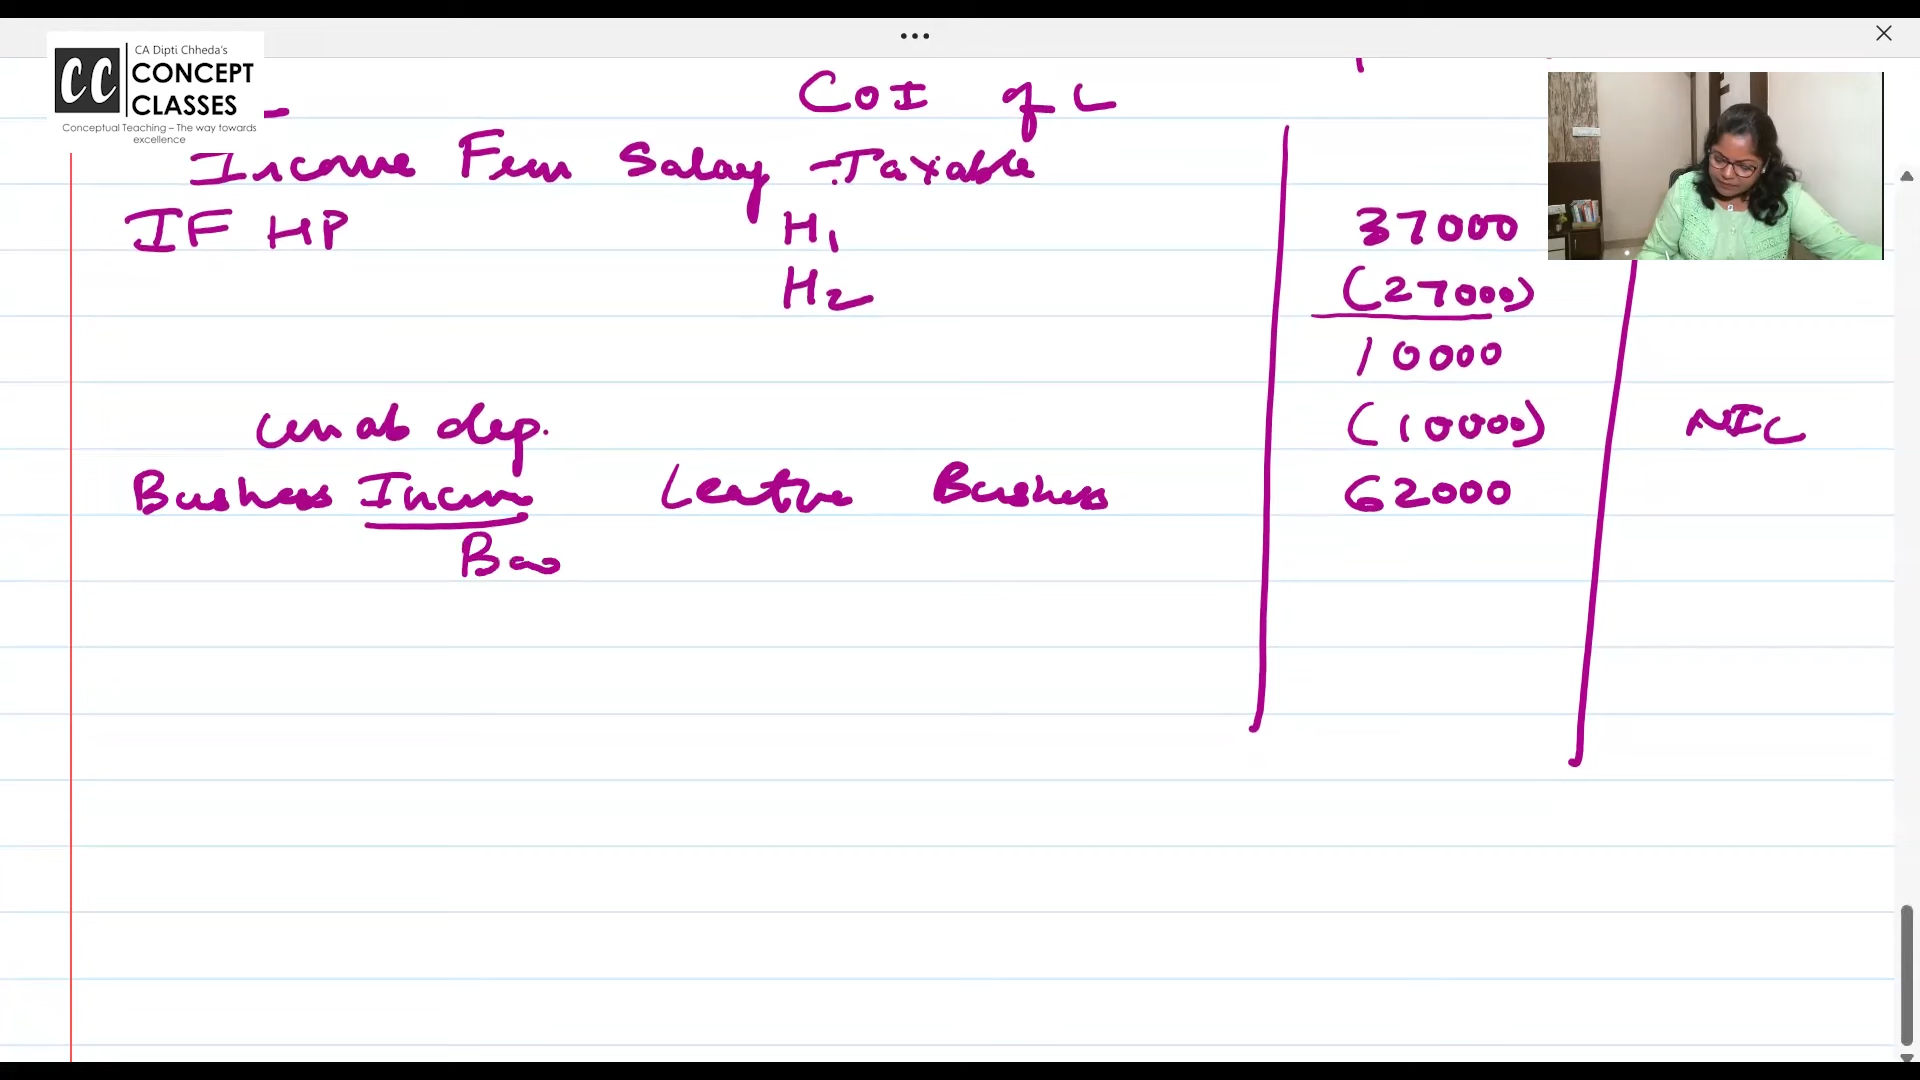 CC
CA Dipti Chheda's
CONCEPT
CLASSES
Conceptual Teaching – The way towards
excellence
COI of L
Income From Salary - Taxable
IF HP H1 37000
H2 (27000)
10000
unab dep. (10000) NIL
Business Income Leather Business 62000